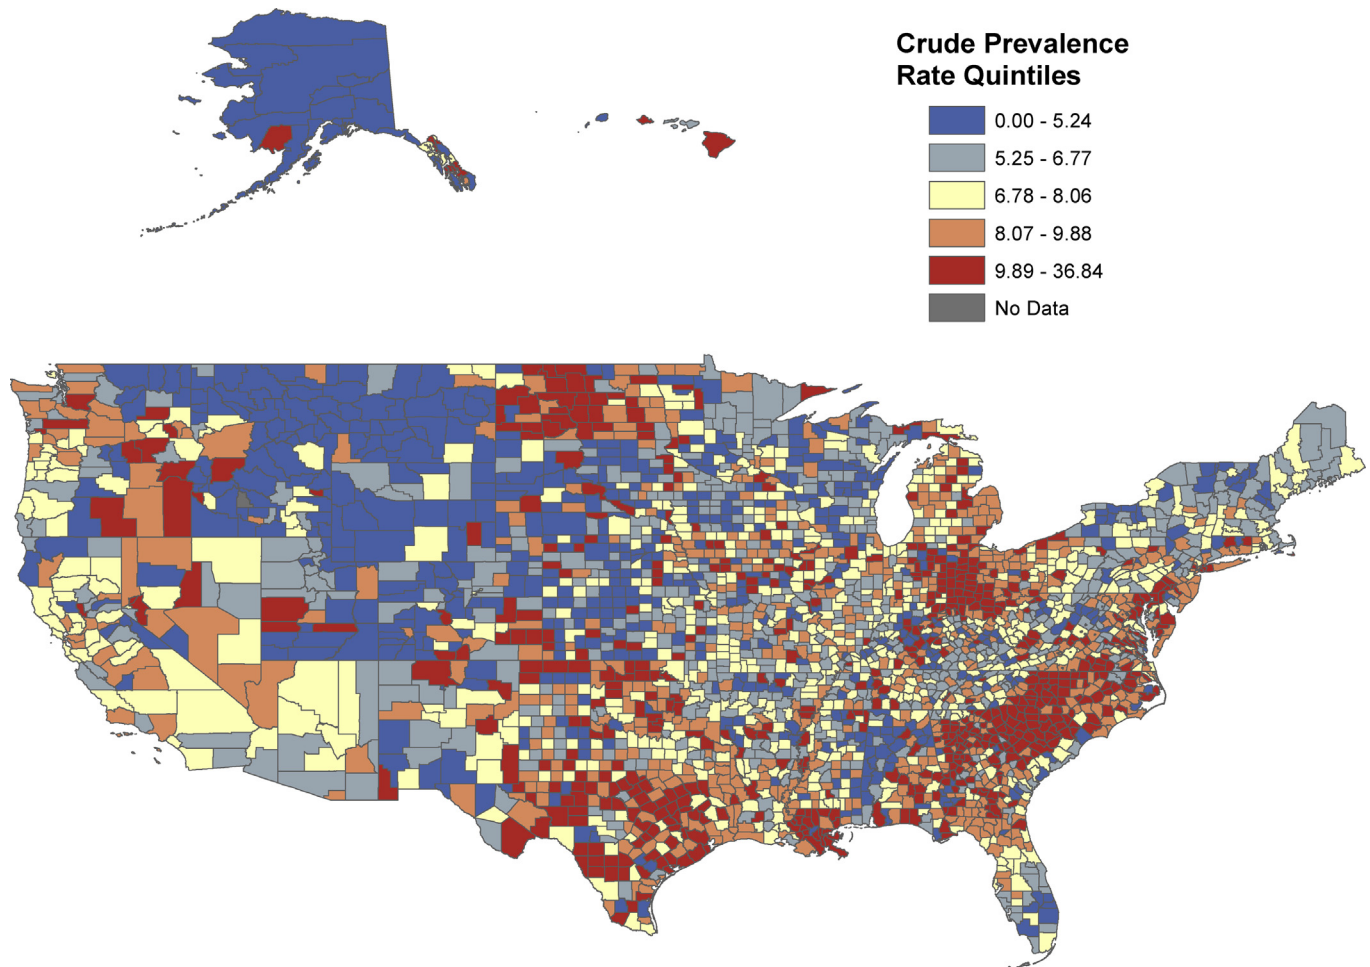 Crude Prevalence
Rate Quintiles
0.00 - 5.24
5.25 - 6.77
6.78 - 8.06
8.07 - 9.88
9.89 - 36.84
No Data